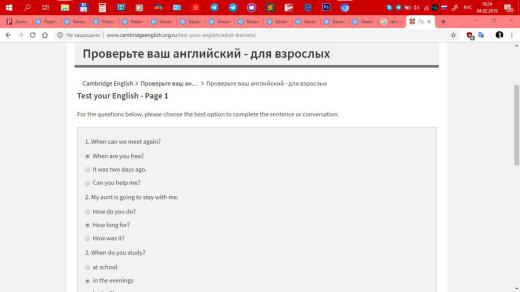 19:24
РУС
04.02.2019
Не защищено | www.cambridgeenglish.org.ru/test-your-english/adult-learners/
Проверьте ваш английский - для взрослых
Cambridge English > Проверьте ваш ан... > Проверьте ваш английский - для взрослых
Test your English - Page 1
For the questions below, please choose the best option to complete the sentence or conversation.
1. When can we meet again?
When are you free?
It was two days ago.
Can you help me?
2. My aunt is going to stay with me.
How do you do?
How long for?
How was it?
3. When do you study?
at school
in the evenings